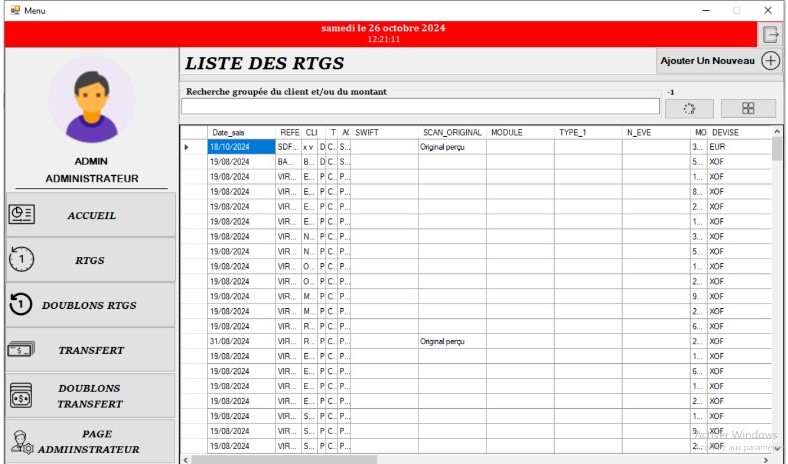 Menu
samedi le 26 octobre 2024
12:21:11
LISTE DES RTGS
Ajouter Un Nouveau
Recherche groupée du client et/ou du montant
-1
ADMIN
ADMINISTRATEUR
ACCUEIL
RTGS
DOUBLONS RTGS
TRANSFERT
DOUBLONS
TRANSFERT
PAGE
ADMIINSTRATEUR
Date_sais REFE CLI T AC SWIFT SCAN_ORIGINAL MODULE TYPE_1 N_EVE MO DEVISE
18/10/2024 SDF... x v D C.. S... Original perçu 3... EUR
19/08/2024 BA... B... D C.. S... 5... XOF
19/08/2024 VIR... E... P C.. P... 1... XOF
19/08/2024 VIR... E... P C.. P... 8... XOF
19/08/2024 VIR... E... P C.. P... 2... XOF
19/08/2024 VIR... E... P C.. P... 1... XOF
19/08/2024 VIR... N... P C.. P... 3... XOF
19/08/2024 VIR... N... P C.. P... 5... XOF
19/08/2024 VIR... O... P C.. P... 1... XOF
19/08/2024 VIR... O... P C.. P... 2... XOF
19/08/2024 VIR... M... P C.. P... 9... XOF
19/08/2024 VIR... M... P C.. P... 2... XOF
19/08/2024 VIR... R... P C.. P... 6... XOF
31/08/2024 VIR... R... P C.. P... Original perçu 2... XOF
19/08/2024 VIR... E... P C.. P... 1... XOF
19/08/2024 VIR... E... P C.. P... 6... XOF
19/08/2024 VIR... E... P C.. P... 1... XOF
19/08/2024 VIR... E... P C.. P... 2... XOF
19/08/2024 VIR... S... P C.. P... 1... XOF
19/08/2024 VIR... S... P C.. P... 9... XOF
19/08/2024 VIR... S... P C.. P... 2... XOF
Activer Windows
aux paramètres